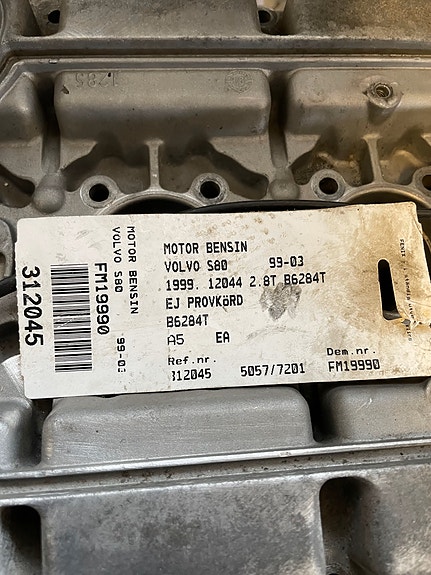 1285
MOTOR BENSIN
VOLVO S80 99-03
1999. 12044 2.8T B6284T
EJ PROVKÖRD
B6284T
A5 EA
Ref.nr. Dem.nr.
312045 5057/7201 FM19990
MOTOR BENSIN
VOLVO S80 99-03
FM19990
312045